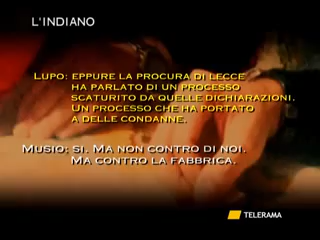 L'INDIANO
LUPO: EPPURE LA PROCURA DI LECCE
HA PARLATO DI UN PROCESSO
SCATURITO DA QUELLE DICHIARAZIONI.
UN PROCESSO CHE HA PORTATO
A DELLE CONDANNE.
MUSIO: SI. MA NON CONTRO DI NOI.
MA CONTRO LA FABBRICA.
TELERAMA